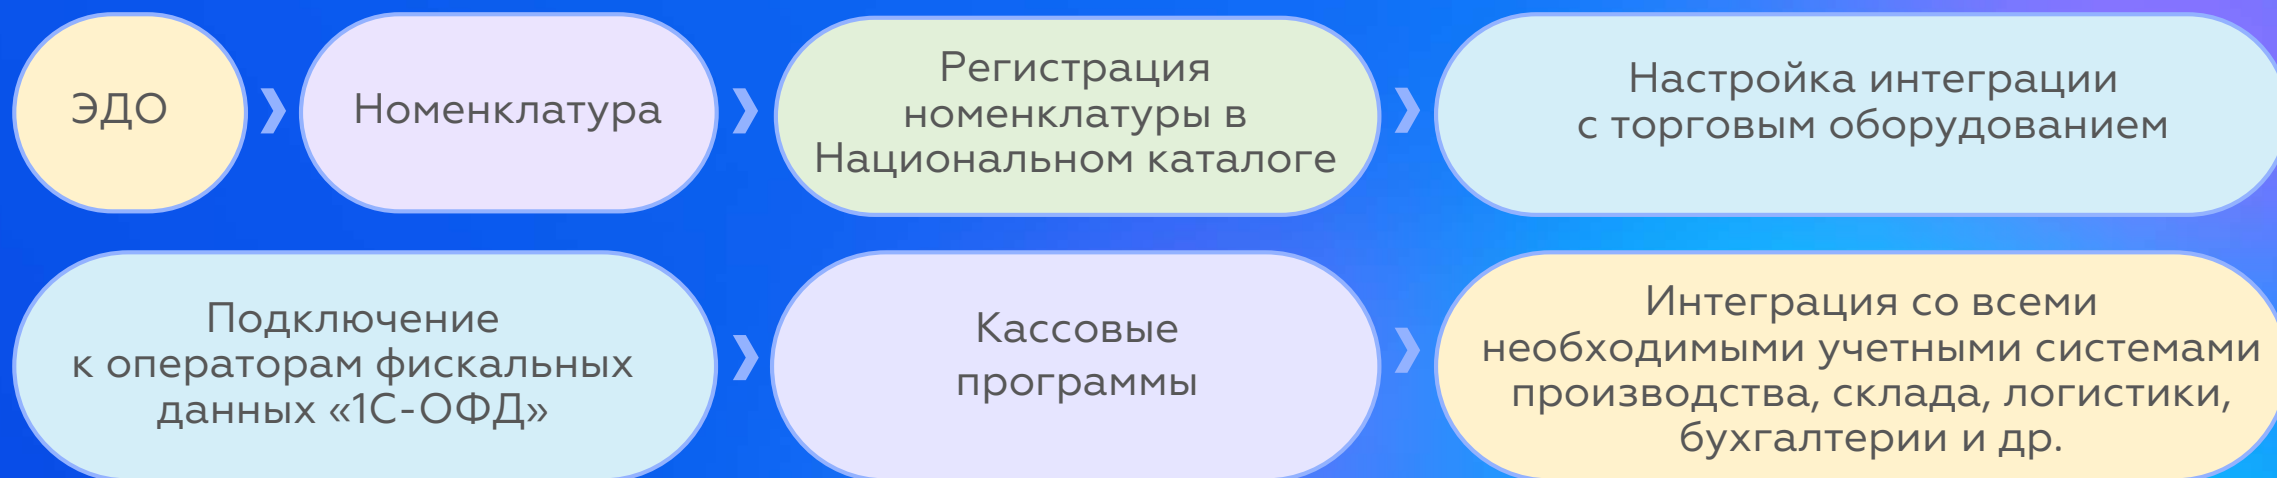 ЭДО
Номенклатура
Регистрация
номенклатуры в
Национальном каталоге
Настройка интеграции
с торговым оборудованием
Подключение
к операторам фискальных
данных «1С-ОФД»
Кассовые
программы
Интеграция со всеми
необходимыми учетными системами
производства, склада, логистики,
бухгалтерии и др.